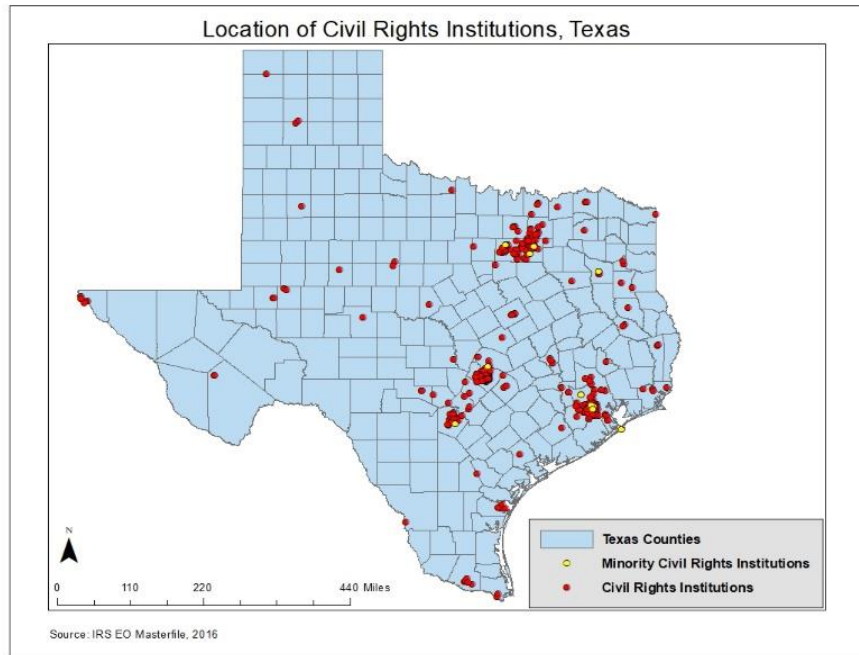 Location of Civil Rights Institutions, Texas
N
0 110 220 440 Miles
Texas Counties
Minority Civil Rights Institutions
Civil Rights Institutions
Source: IRS EO Masterfile, 2016